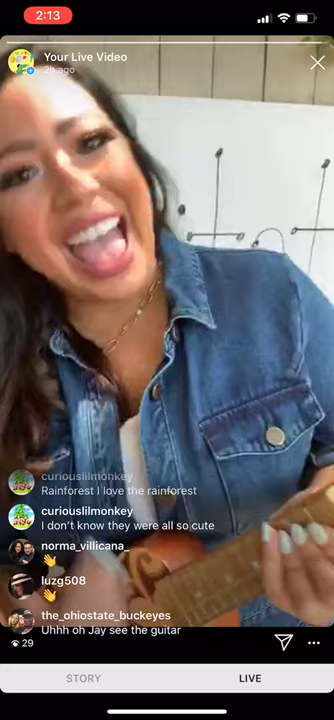 2:13
Your Live Video
2h ago
curiouslilmonkey
Rainforest I love the rainforest
curiouslilmonkey
I don't know they were all so cute
norma_villicana_
👋
luzg508
👋
the_ohiostate_buckeyes
Uhhh oh Jay see the guitar
29
STORY LIVE